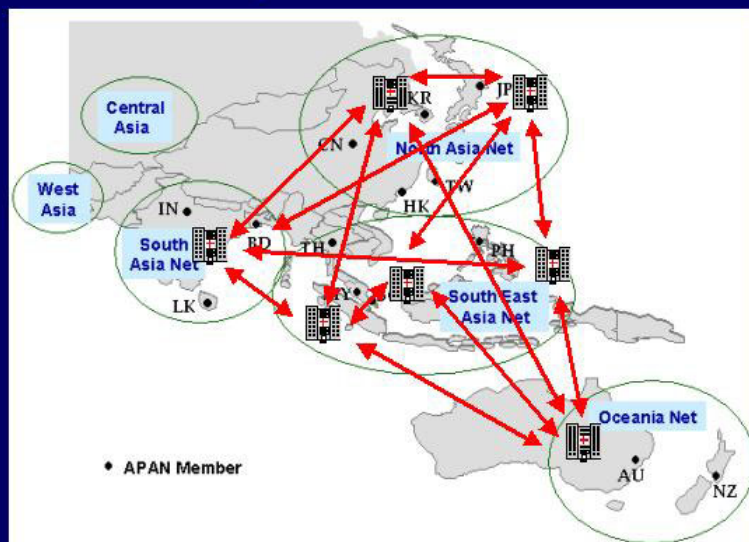 Central
Asia
West
Asia
KR
JP
CN
North Asia Net
TW
HK
IN
BD
South
Asia Net
LK
TH
PH
South East
Asia Net
Oceania Net
AU
NZ
APAN Member